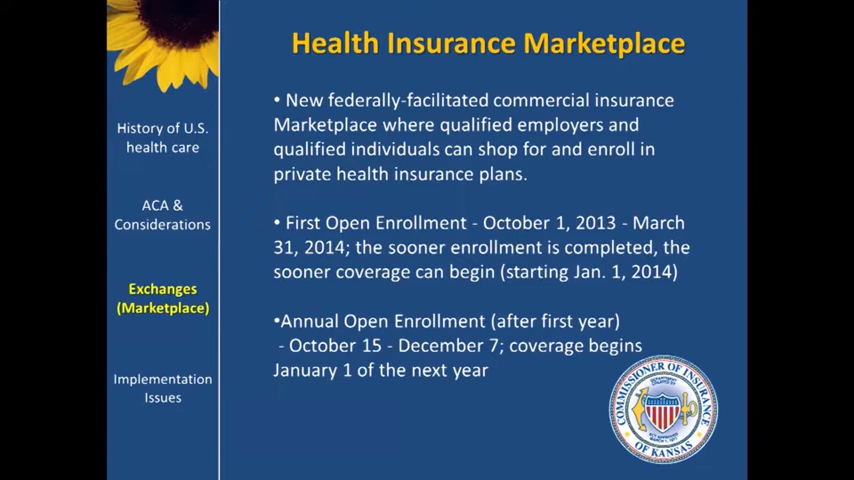 Health Insurance Marketplace
History of U.S.
health care
ACA &
Considerations
Exchanges
(Marketplace)
Implementation
Issues
• New federally-facilitated commercial insurance
Marketplace where qualified employers and
qualified individuals can shop for and enroll in
private health insurance plans.
• First Open Enrollment - October 1, 2013 - March
31, 2014; the sooner enrollment is completed, the
sooner coverage can begin (starting Jan. 1, 2014)
•Annual Open Enrollment (after first year)
- October 15 - December 7; coverage begins
January 1 of the next year
COMMISSIONER OF INSURANCE
OF KANSAS